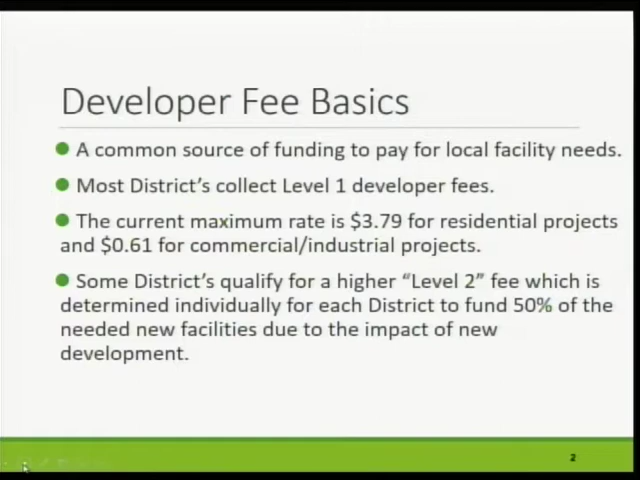 Developer Fee Basics
A common source of funding to pay for local facility needs.
Most District's collect Level 1 developer fees.
The current maximum rate is $3.79 for residential projects
and $0.61 for commercial/industrial projects.
Some District's qualify for a higher “Level 2” fee which is
determined individually for each District to fund 50% of the
needed new facilities due to the impact of new
development.
2